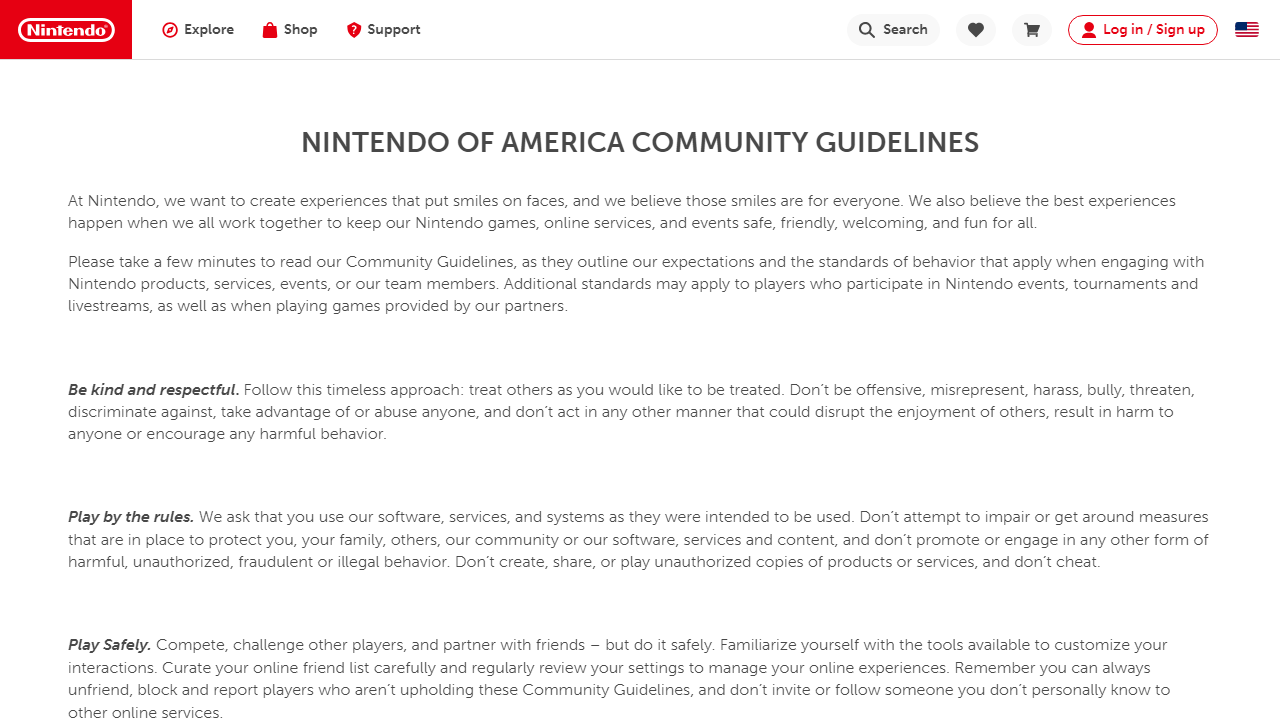 Nintendo
Explore
Shop
Support
Search
Log in / Sign up
NINTENDO OF AMERICA COMMUNITY GUIDELINES
At Nintendo, we want to create experiences that put smiles on faces, and we believe those smiles are for everyone. We also believe the best experiences
happen when we all work together to keep our Nintendo games, online services, and events safe, friendly, welcoming, and fun for all.
Please take a few minutes to read our Community Guidelines, as they outline our expectations and the standards of behavior that apply when engaging with
Nintendo products, services, events, or our team members. Additional standards may apply to players who participate in Nintendo events, tournaments and
livestreams, as well as when playing games provided by our partners.
Be kind and respectful. Follow this timeless approach: treat others as you would like to be treated. Don’t be offensive, misrepresent, harass, bully, threaten,
discriminate against, take advantage of or abuse anyone, and don’t act in any other manner that could disrupt the enjoyment of others, result in harm to
anyone or encourage any harmful behavior.
Play by the rules. We ask that you use our software, services, and systems as they were intended to be used. Don’t attempt to impair or get around measures
that are in place to protect you, your family, others, our community or our software, services and content, and don’t promote or engage in any other form of
harmful, unauthorized, fraudulent or illegal behavior. Don’t create, share, or play unauthorized copies of products or services, and don’t cheat.
Play Safely. Compete, challenge other players, and partner with friends – but do it safely. Familiarize yourself with the tools available to customize your
interactions. Curate your online friend list carefully and regularly review your settings to manage your online experiences. Remember you can always
unfriend, block and report players who aren’t upholding these Community Guidelines, and don’t invite or follow someone you don’t personally know to
other online services.